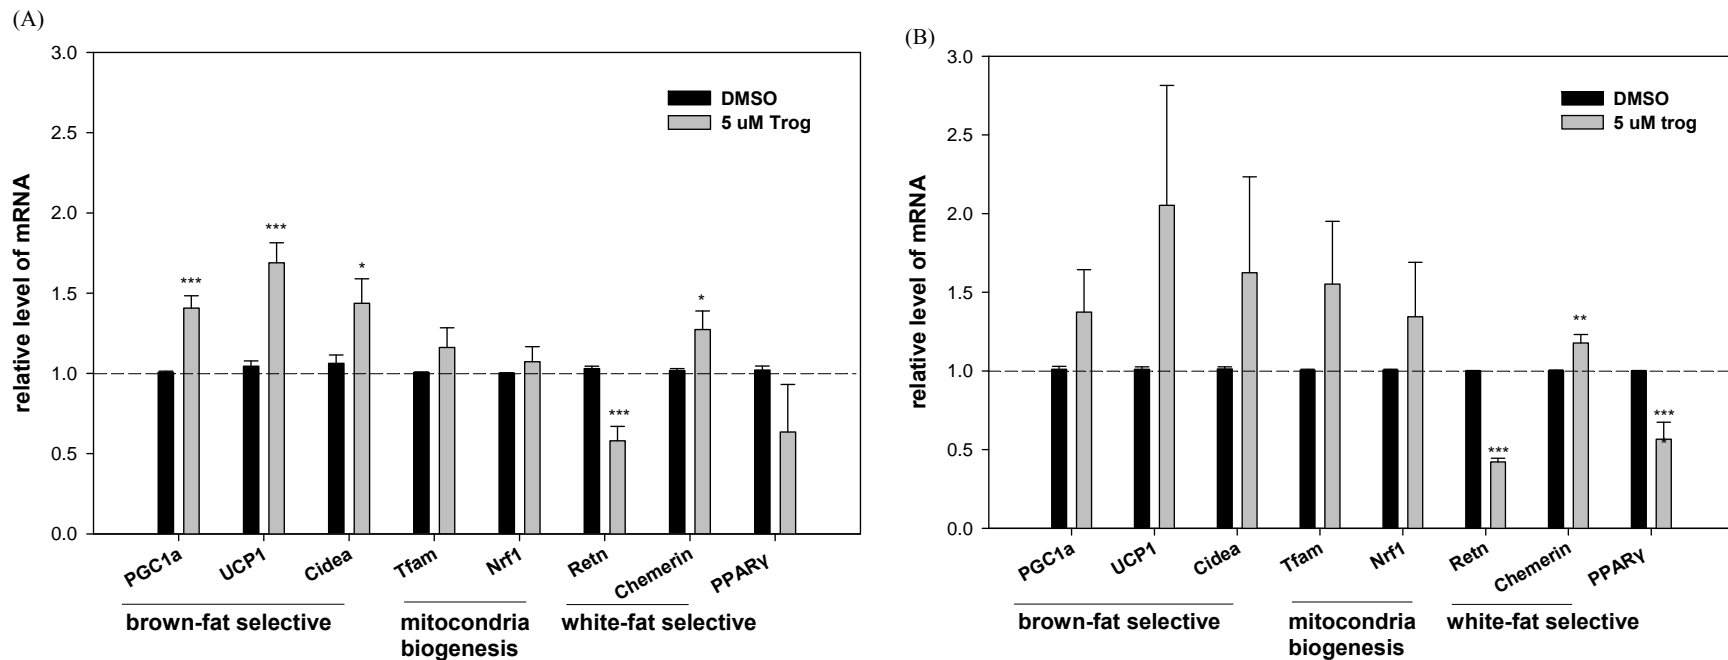 (A)
3.0
2.5
2.0
1.5
1.0
0.5
0.0
relative level of mRNA
DMSO
5 uM Trog
***
***
*
***
*
PGC1a
UCP1
Cidea
Tfam
Nrf1
Retn
Chemerin
PPARγ
brown-fat selective
mitocondria
biogenesis
white-fat selective
(B)
3.0
2.5
2.0
1.5
1.0
0.5
0.0
relative level of mRNA
DMSO
5 uM trog
***
**
***
*
PGC1a
UCP1
Cidea
Tfam
Nrf1
Retn
Chemerin
PPARγ
brown-fat selective
mitocondria
biogenesis
white-fat selective